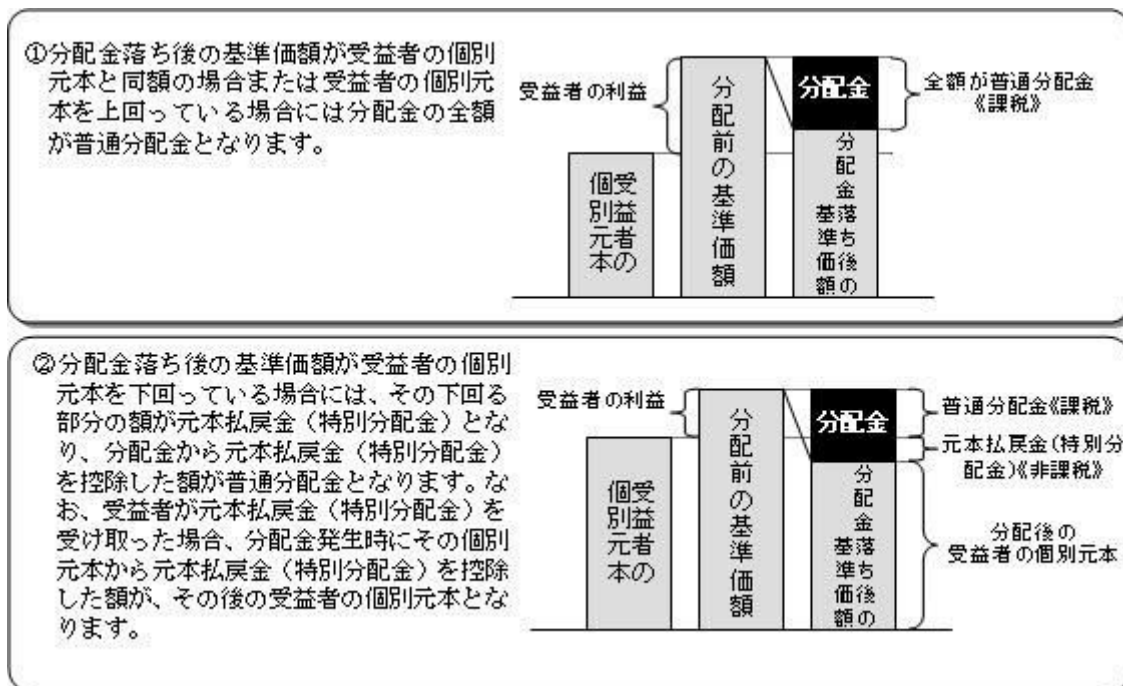 ①分配金落ち後の基準価額が受益者の個別
元本と同額の場合または受益者の個別元
本を上回っている場合には分配金の全額
が普通分配金となります。
受益者の利益
受益者の
個別元本
分配前の基準価額
分配金
分配金
落ち後の
基準価額
全額が普通分配金
《課税》
②分配金落ち後の基準価額が受益者の個別
元本を下回っている場合には、その下回る
部分の額が元本払戻金（特別分配金）とな
り、分配金から元本払戻金（特別分配金）
を控除した額が普通分配金となります。な
お、受益者が元本払戻金（特別分配金）を
受け取った場合、分配金発生時にその個別
元本から元本払戻金（特別分配金）を控除
した額が、その後の受益者の個別元本とな
ります。
受益者の利益
受益者の
個別元本
分配前の基準価額
分配金
分配金
落ち後の
基準価額
普通分配金《課税》
元本払戻金(特別分
配金)《非課税》
分配後の
受益者の個別元本